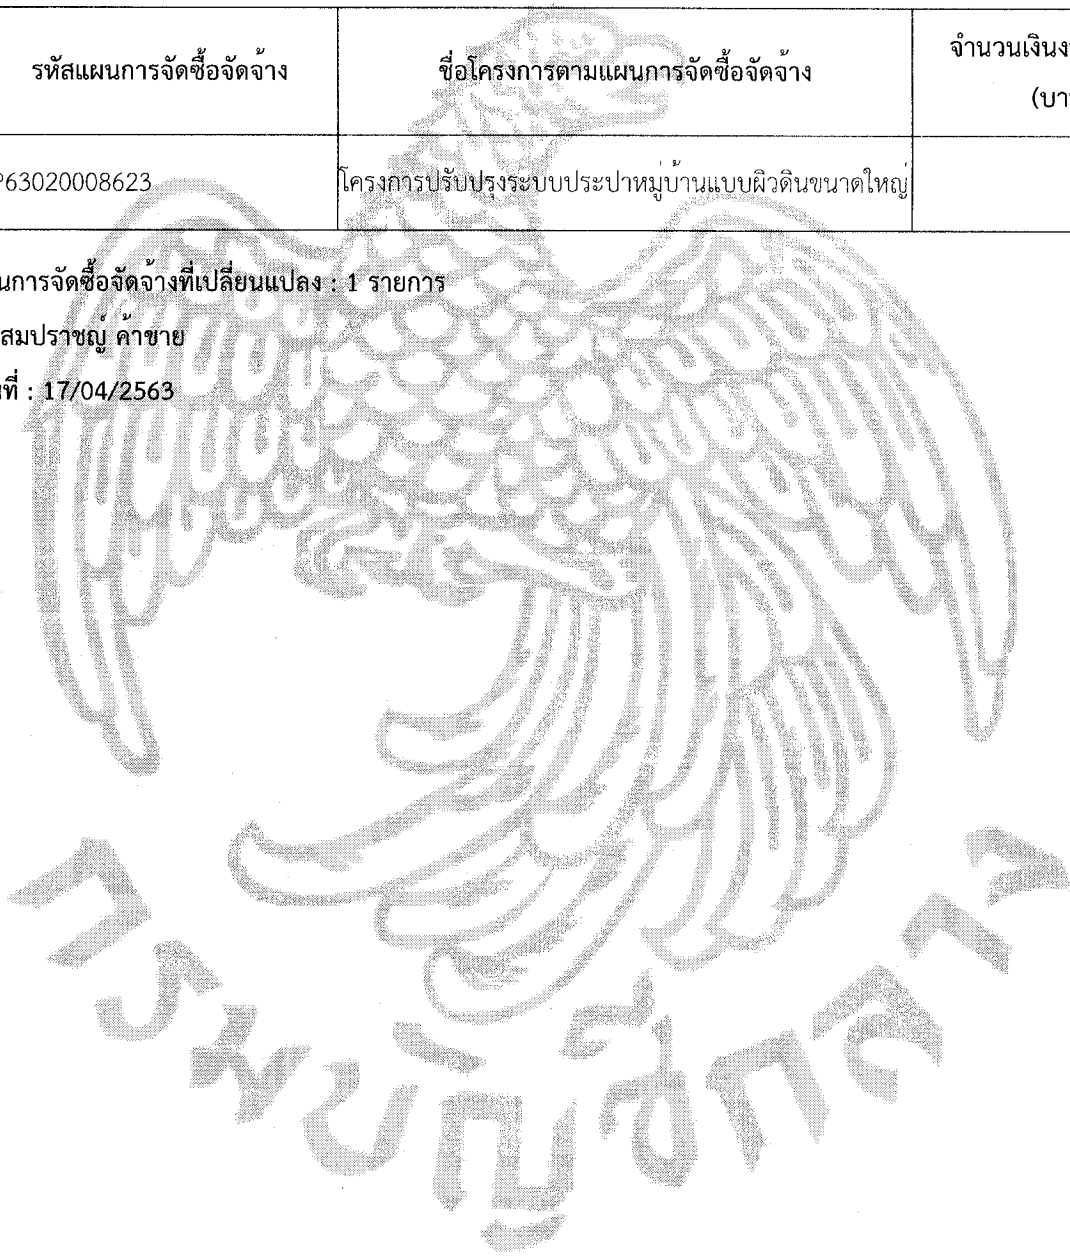 รหัสแผนการจัดซื้อจัดจ้าง ชื่อโครงการตามแผนการจัดซื้อจัดจ้าง จำนวนเงินง
(บา
P63020008623 โครงการปรับปรุงระบบประปาหมู่บ้านแบบผิวดินขนาดใหญ่
นการจัดซื้อจัดจ้างที่เปลี่ยนแปลง : 1 รายการ
สมปราชญ์ ค้าขาย
ที่ : 17/04/2563
กรมบัญชีกลาง